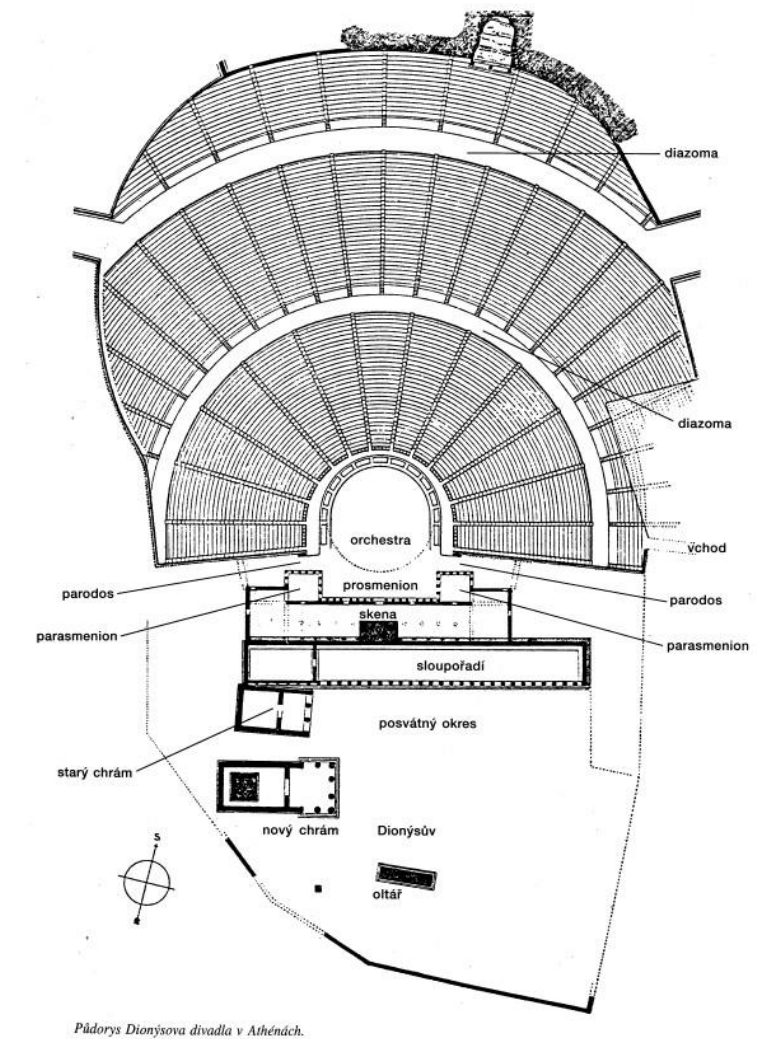 diazoma
diazoma
orchestra
vchod
parodos
prosmenion
parodos
skena
parasmenion
parasmenion
sloupořadí
posvátný okres
starý chrám
nový chrám
Dionýsův
S
oltář
Půdorys Dionýsova divadla v Athénách.